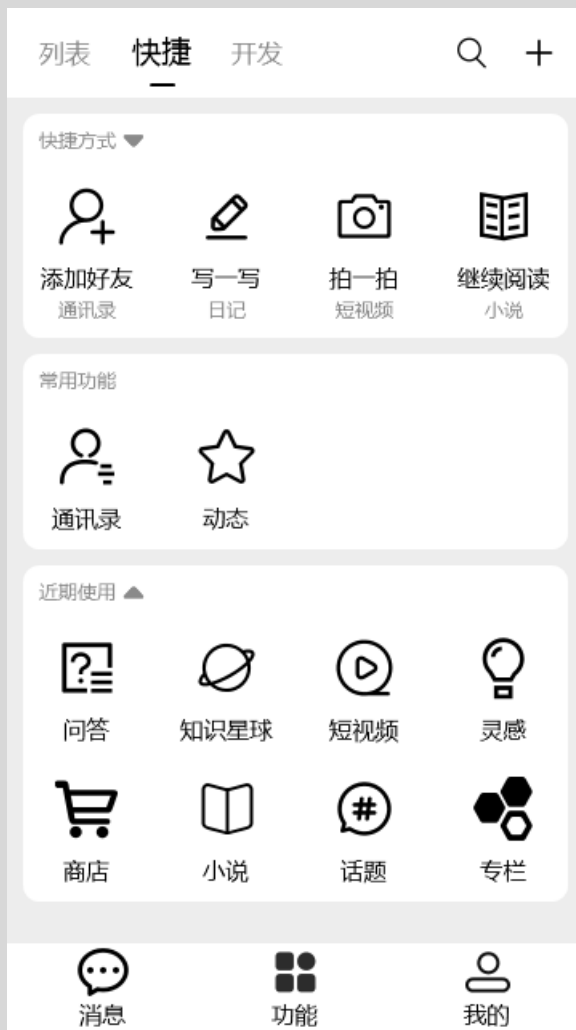 列表 快捷 开发
快捷方式
添加好友 写一写 拍一拍 继续阅读
通讯录 日记 短视频 小说
常用功能
通讯录 动态
近期使用
问答 知识星球 短视频 灵感
商店 小说 话题 专栏
消息 功能 我的